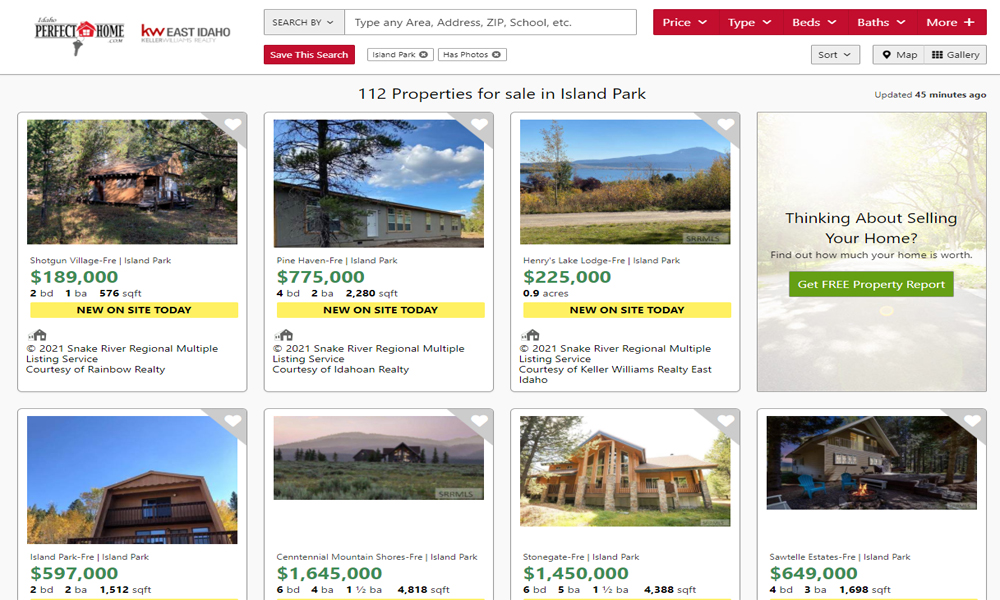 Idaho
PERFECT HOME
.COM
kw EAST IDAHO
KELLERWILLIAMS REALTY
SEARCH BY
Type any Area, Address, ZIP, School, etc.
Price Type Beds Baths More +
Save This Search
Island Park
Has Photos
Sort
Map
Gallery
112 Properties for sale in Island Park
Updated 45 minutes ago
Shotgun Village-Fre | Island Park
$189,000
2 bd 1 ba 576 sqft
NEW ON SITE TODAY
© 2021 Snake River Regional Multiple
Listing Service
Courtesy of Rainbow Realty
Pine Haven-Fre | Island Park
$775,000
4 bd 2 ba 2,280 sqft
NEW ON SITE TODAY
© 2021 Snake River Regional Multiple
Listing Service
Courtesy of Idahoan Realty
SRRMLS
Henry's Lake Lodge-Fre | Island Park
$225,000
0.9 acres
NEW ON SITE TODAY
© 2021 Snake River Regional Multiple
Listing Service
Courtesy of Keller Williams Realty East
Idaho
Thinking About Selling
Your Home?
Find out how much your home is worth.
Get FREE Property Report
Island Park-Fre | Island Park
$597,000
2 bd 2 ba 1,512 sqft
SRRMLS
Cenntennial Mountain Shores-Fre | Island Park
$1,645,000
6 bd 4 ba 1 ½ ba 4,818 sqft
Stonegate-Fre | Island Park
$1,450,000
6 bd 5 ba 1 ½ ba 4,388 sqft
Sawtelle Estates-Fre | Island Park
$649,000
4 bd 3 ba 1,698 sqft